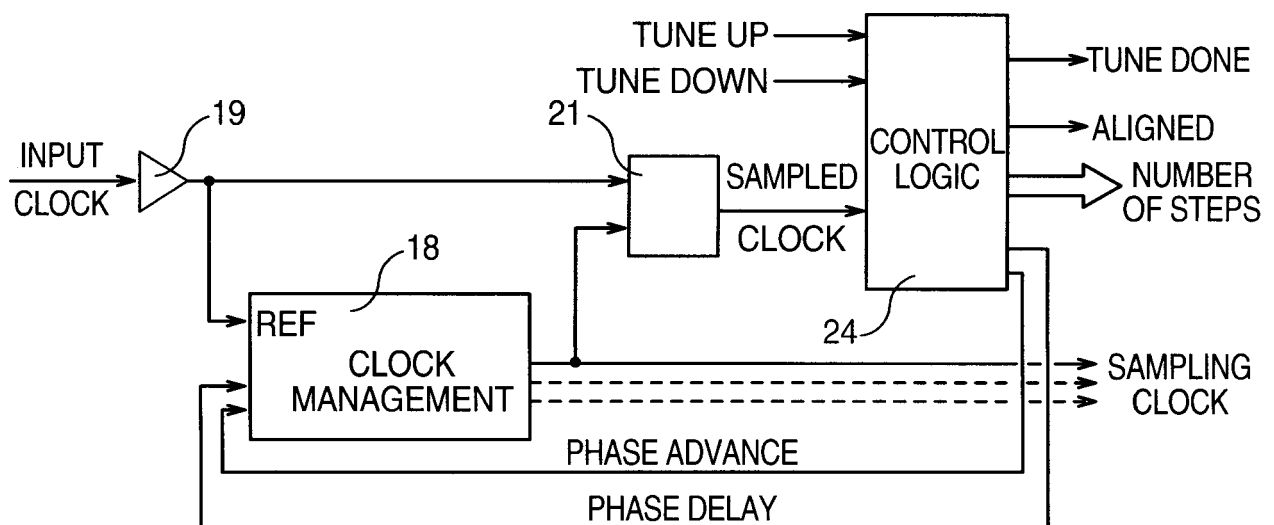 TUNE UP
TUNE DOWN
CONTROL
LOGIC
TUNE DONE
ALIGNED
NUMBER
OF STEPS
19
21
INPUT
CLOCK
SAMPLED
CLOCK
18
24
REF
CLOCK
MANAGEMENT
SAMPLING
CLOCK
PHASE ADVANCE
PHASE DELAY